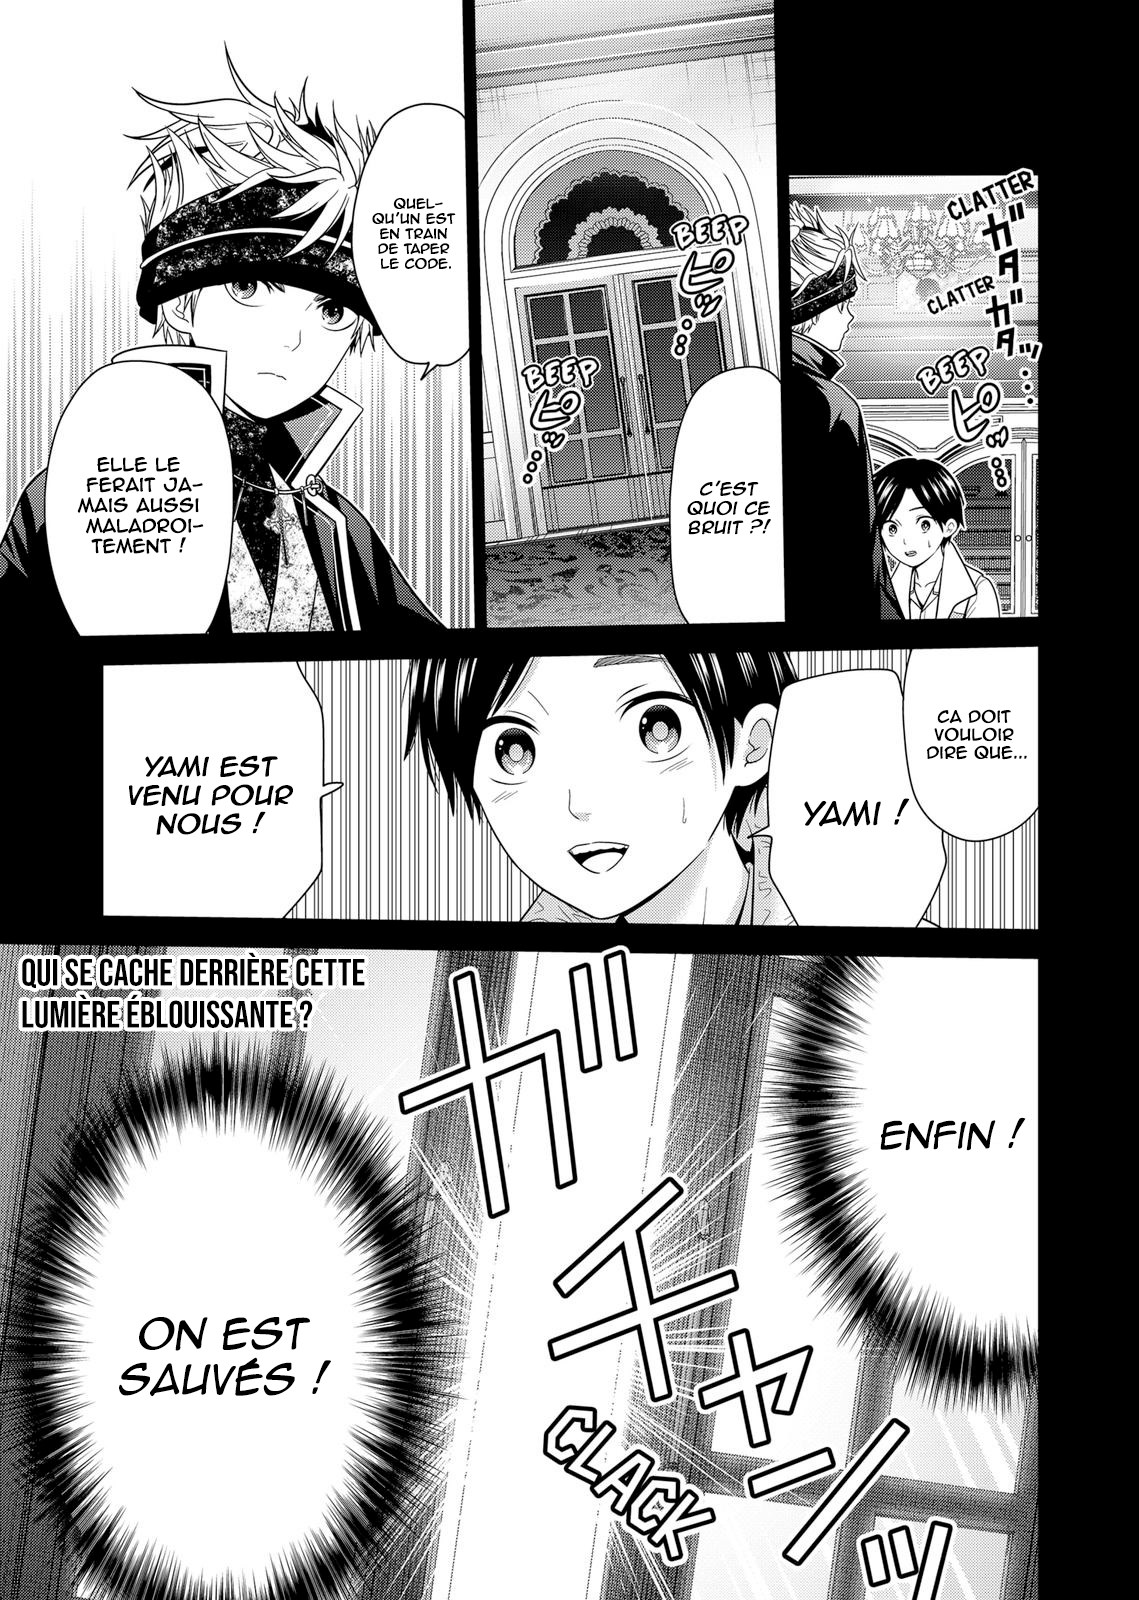 CLATTER
ガタ
CLATTER
ガタッ…
BEEP
ピッ…
C'EST
QUOI CE
BRUIT ?!
BEEP
ピッ…
BEEP
ピッ…
QUEL-
QU'UN EST
EN TRAIN
DE TAPER
LE CODE.
ELLE LE
FERAIT JA-
MAIS AUSSI
MALADROI-
TEMENT !
CA DOIT
VOULOIR
DIRE QUE...
YAMI !
YAMI EST
VENU POUR
NOUS !
ENFIN !
ガチャンッ
CLACK
ON EST
SAUVÉS !
QUI SE CACHE DERRIÈRE CETTE
LUMIÈRE ÉBLOUISSANTE ?